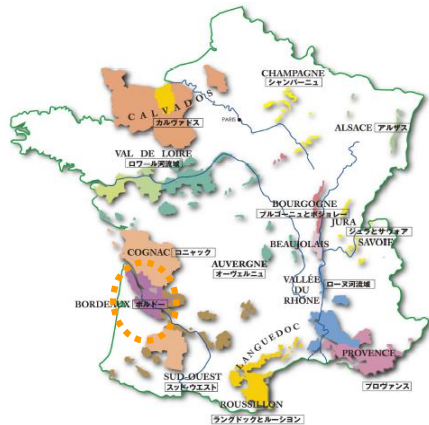 CHAMPAGNE
シャンパーニュ
CALVADOS
カルヴァドス
PARIS
ALSACE アルザス
VAL DE LOIRE
ロワール河流域
BOURGOGNE
ブルゴーニュとボジョレー
JURA
ジュラとサヴォア
SAVOIE
BEAUJOLAIS
COGNAC コニャック
AUVERGNE
オーヴェルニュ
VALLÉE
DU
RHÔNE
ローヌ河流域
BORDEAUX ボルドー
LANGUEDOC
PROVENCE
プロヴァンス
SUD-OUEST
スッド・ウエスト
ROUSSILLON
ラングドックとルーション